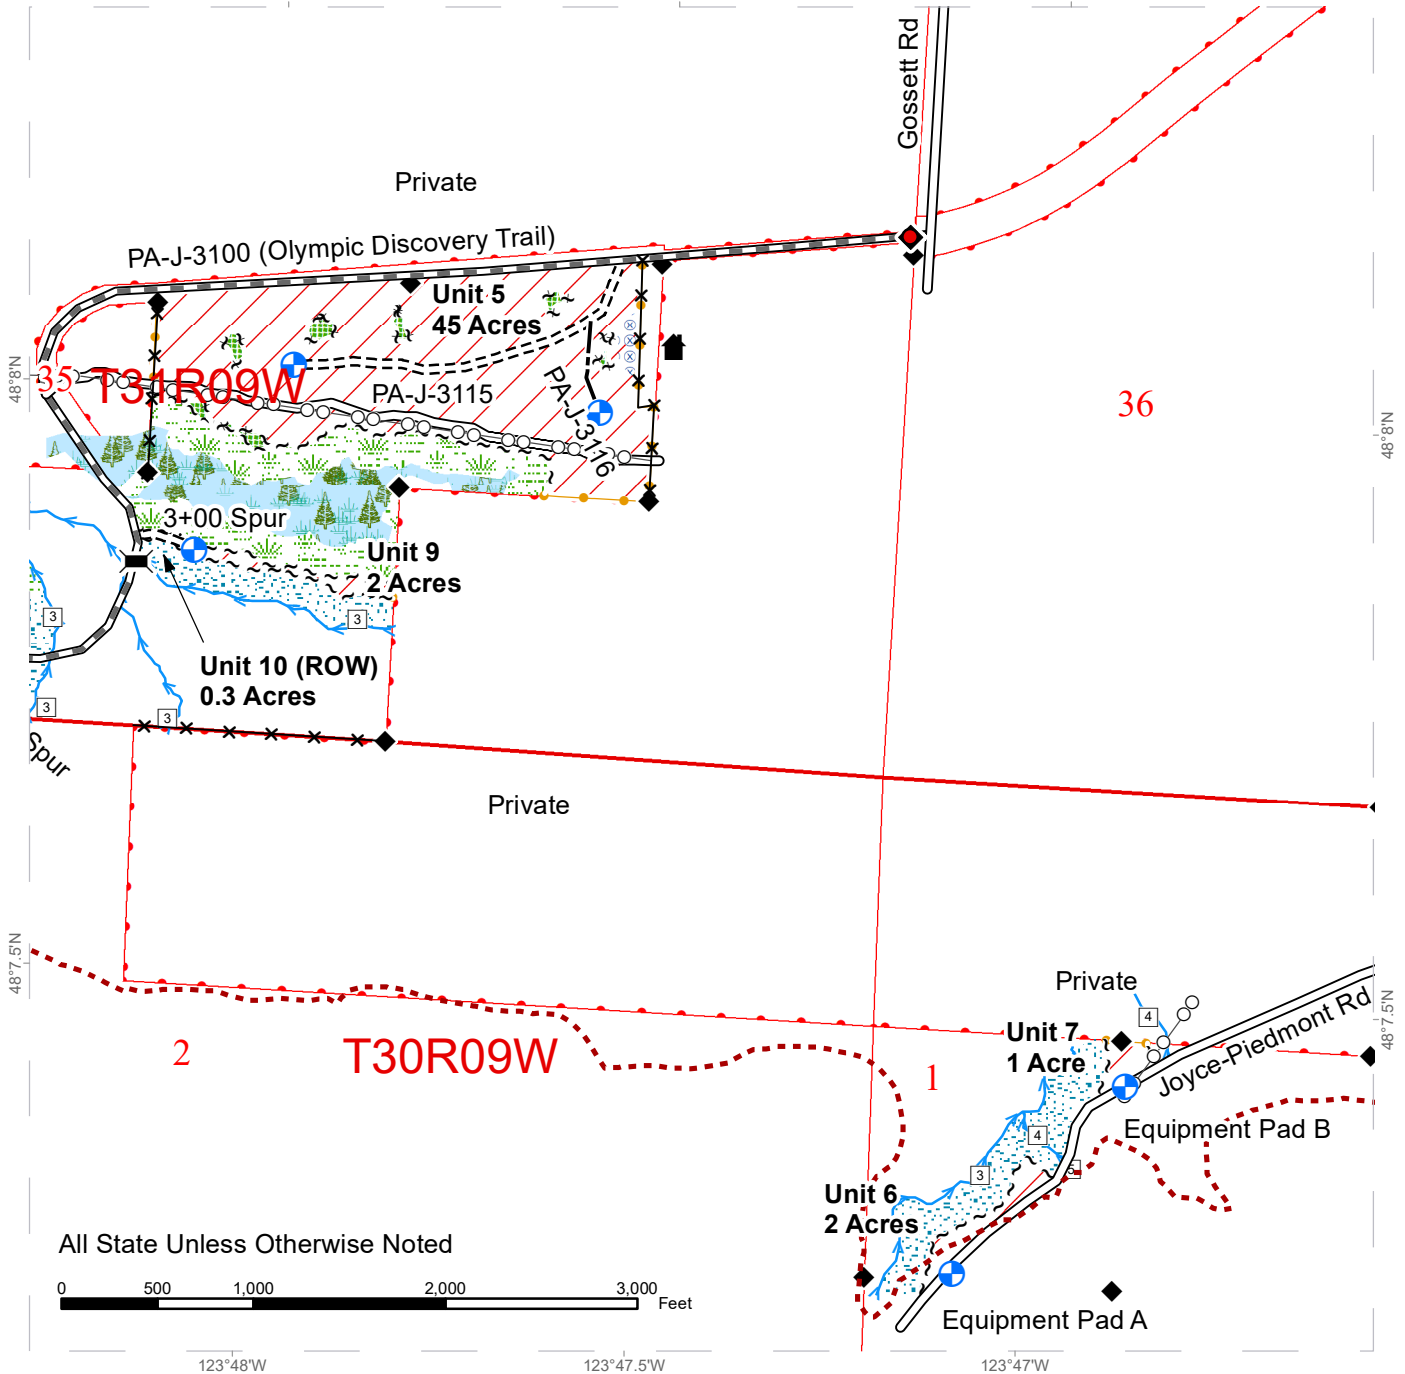 Gossett Rd
Private
PA-J-3100 (Olympic Discovery Trail)
Unit 5
45 Acres
48°8'N
35
T31R09W
PA-J-3115
PA-J-3116
36
48°8'N
3+00 Spur
Unit 9
2 Acres
3
3
Unit 10 (ROW)
0.3 Acres
3
3
Spur
Private
48°7.5'N
Private
4
Joyce-Piedmont Rd
48°7.5'N
2
T30R09W
Unit 7
1 Acre
1
4
Equipment Pad B
3
5
Unit 6
2 Acres
All State Unless Otherwise Noted
0 500 1,000 2,000 3,000
Feet
Equipment Pad A
123°48'W
123°47.5'W
123°47'W